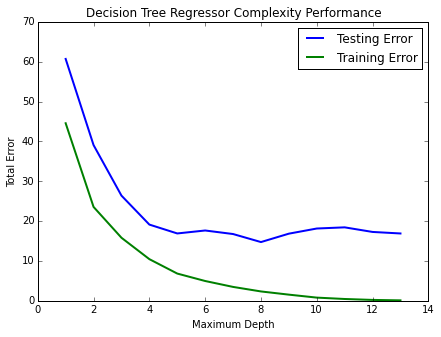 Decision Tree Regressor Complexity Performance
Testing Error
Training Error
70
60
50
40
30
20
10
0
Total Error
0 2 4 6 8 10 12 14
Maximum Depth